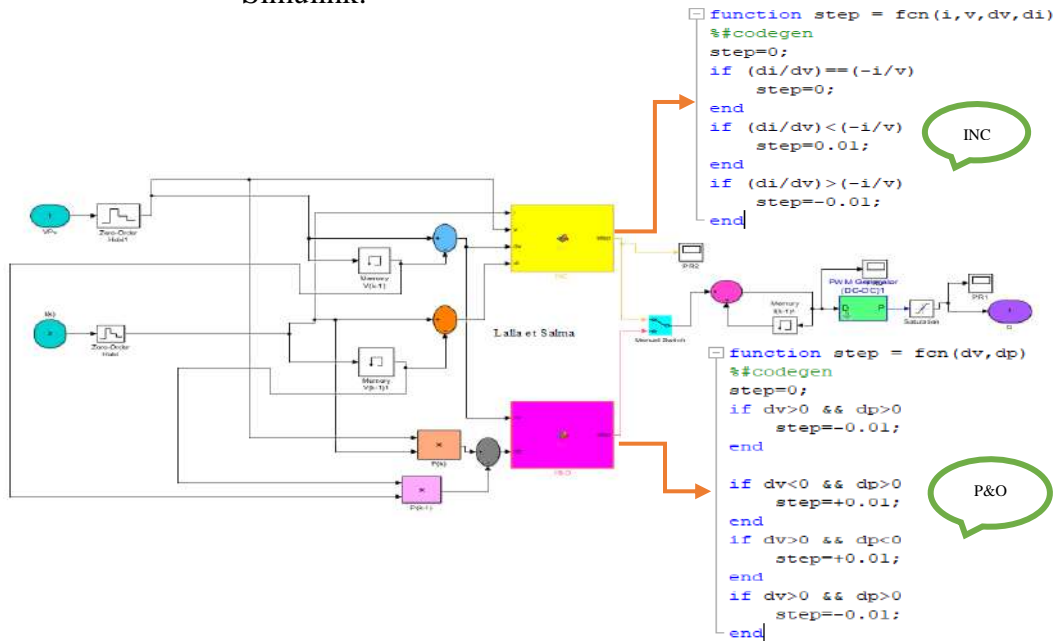 Simulink.
function step = fcn(i,v,dv,di)
%#codegen
step=0;
if (di/dv)==(-i/v)
step=0;
end
if (di/dv)<(-i/v)
step=0.01;
end
if (di/dv)>(-i/v)
step=-0.01;
end
INC
1
Zero-Order
Hold1
Memory
V(k-1)
PR2
PWM Generator
(DC-DC)1
D
P
Saturation
PR1
Zero-Order
Hold
Lalla et Salma
Memory
Manual Switch
Memory
P(k)
P(k-1)
P&O
function step = fcn(dv,dp)
%#codegen
step=0;
if dv>0 && dp>0
step=-0.01;
end
if dv<0 && dp>0
step=+0.01;
end
if dv>0 && dp<0
step=+0.01;
end
if dv>0 && dp>0
step=-0.01;
end
P&O